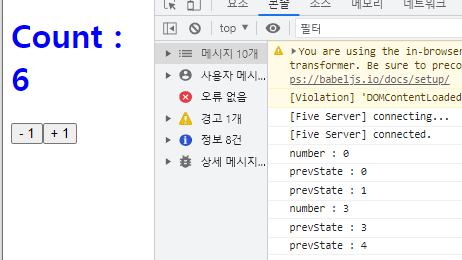 Count :
6
- 1
+ 1
요소
콘솔
소스
메모리
네트워크
top ▼
필터
메시지 10개
사용자 메시...
오류 없음
경고 1개
정보 8건
상세 메시지...
You are using the in-browser
transformer. Be sure to preco
ps://babeljs.io/docs/setup/
[Violation] 'DOMContentLoaded
[Five Server] connecting...
[Five Server] connected.
number : 0
prevState : 0
prevState : 1
number : 3
prevState : 3
prevState : 4